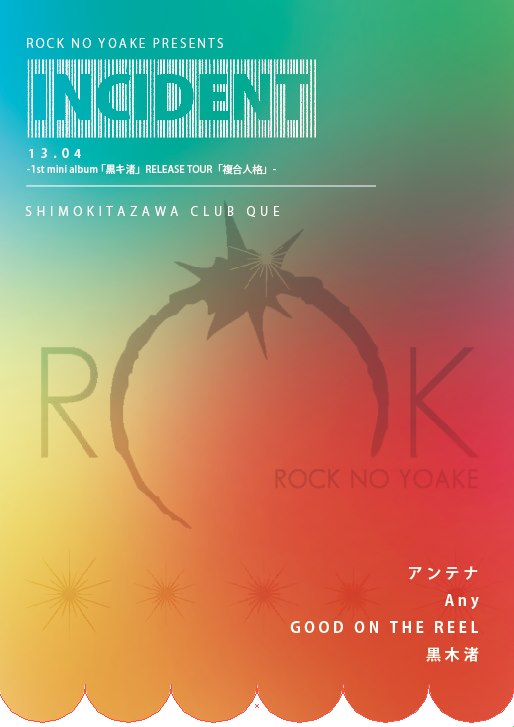 ROCK NO YOAKE PRESENTS
INCIDENT
13.04
-1st mini album「黒キ渚」RELEASE TOUR「複合人格」-
SHIMOKITAZAWA CLUB QUE
ROOK
ROCK NO YOAKE
アンテナ
Any
GOOD ON THE REEL
黒木渚